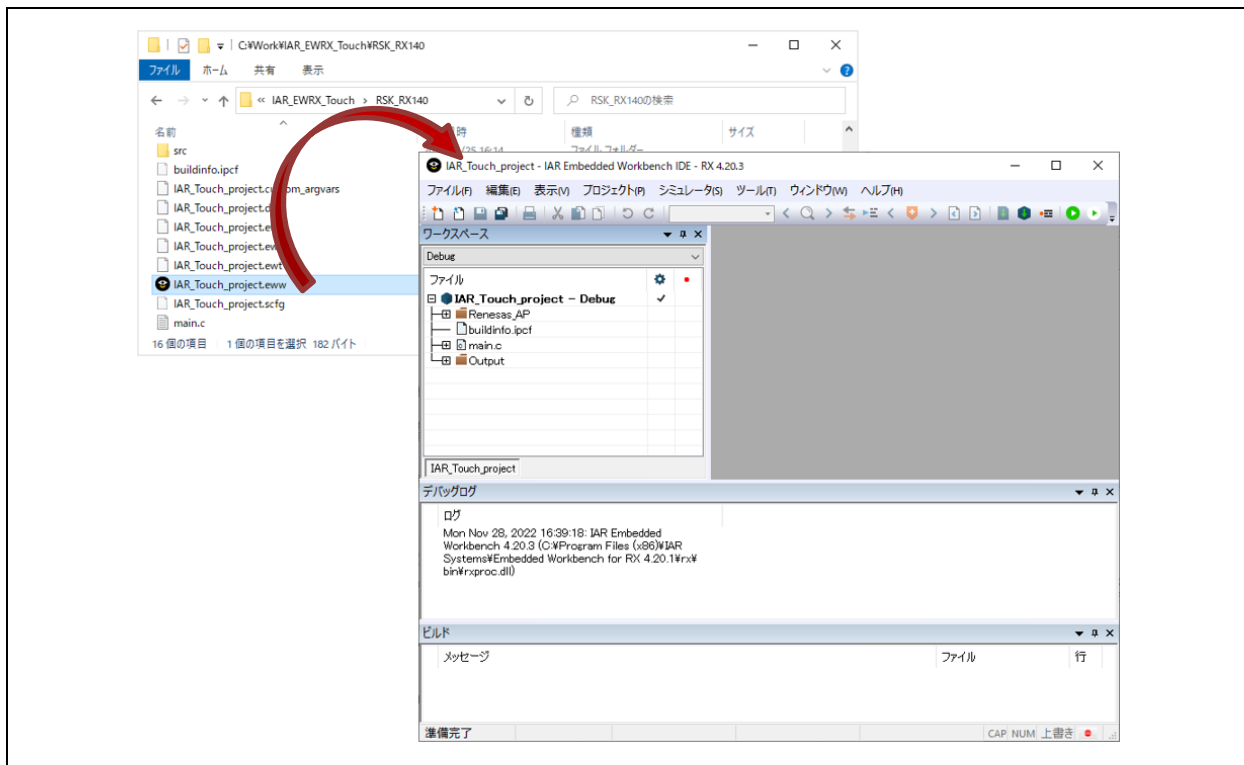 C:¥Work¥IAR_EWRX_Touch¥RSK_RX140
ファイル ホーム 共有 表示
« IAR_EWRX_Touch › RSK_RX140 RSK_RX140の検索
名前 時 種類 サイズ
src 16:14
buildinfo.ipcf
IAR_Touch_project.
IAR_Touch_project.
IAR_Touch_project.
IAR_Touch_project.
IAR_Touch_project.ewt
IAR_Touch_project.eww
IAR_Touch_project.scfg
main.c
16 個の項目 1 個の項目を選択 182 バイト
IAR_Touch_project - IAR Embedded Workbench IDE - RX 4.20.3
ファイル(F) 編集(E) 表示(V) プロジェクト(P) シミュレータ(S) ツール(T) ウィンドウ(W) ヘルプ(H)
ワークスペース
Debug
ファイル
IAR_Touch_project - Debug
Renesas_AP
buildinfo.ipcf
main.c
Output
IAR_Touch_project
デバッグログ
ログ
Mon Nov 28, 2022 16:39:18: IAR Embedded
Workbench 4.20.3 (C:¥Program Files (x86)¥IAR
Systems¥Embedded Workbench for RX 4.20.1¥rx¥
bin¥rxproc.dll)
ビルド
メッセージ ファイル 行
準備完了 CAP NUM 上書き